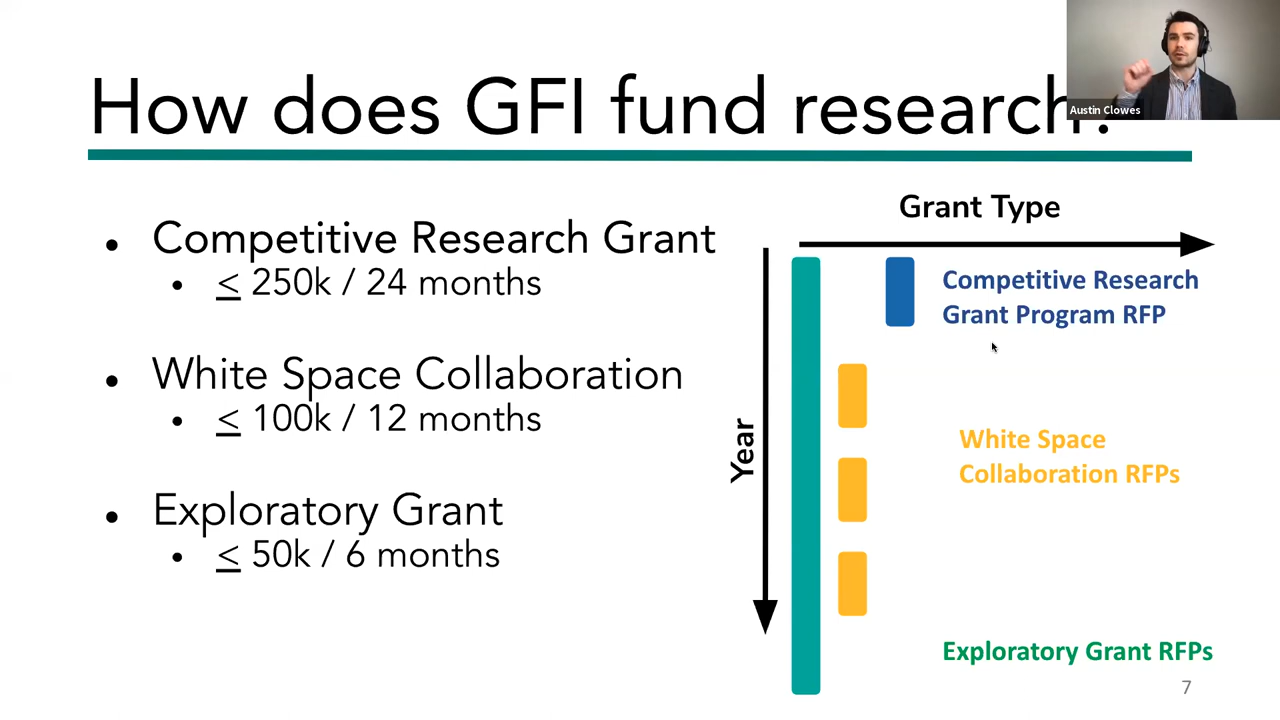 How does GFI fund research?
Austin Clowes
• Competitive Research Grant
• ≤ 250k / 24 months
• White Space Collaboration
• ≤ 100k / 12 months
• Exploratory Grant
• ≤ 50k / 6 months
Grant Type
Year
Competitive Research
Grant Program RFP
White Space
Collaboration RFPs
Exploratory Grant RFPs
7